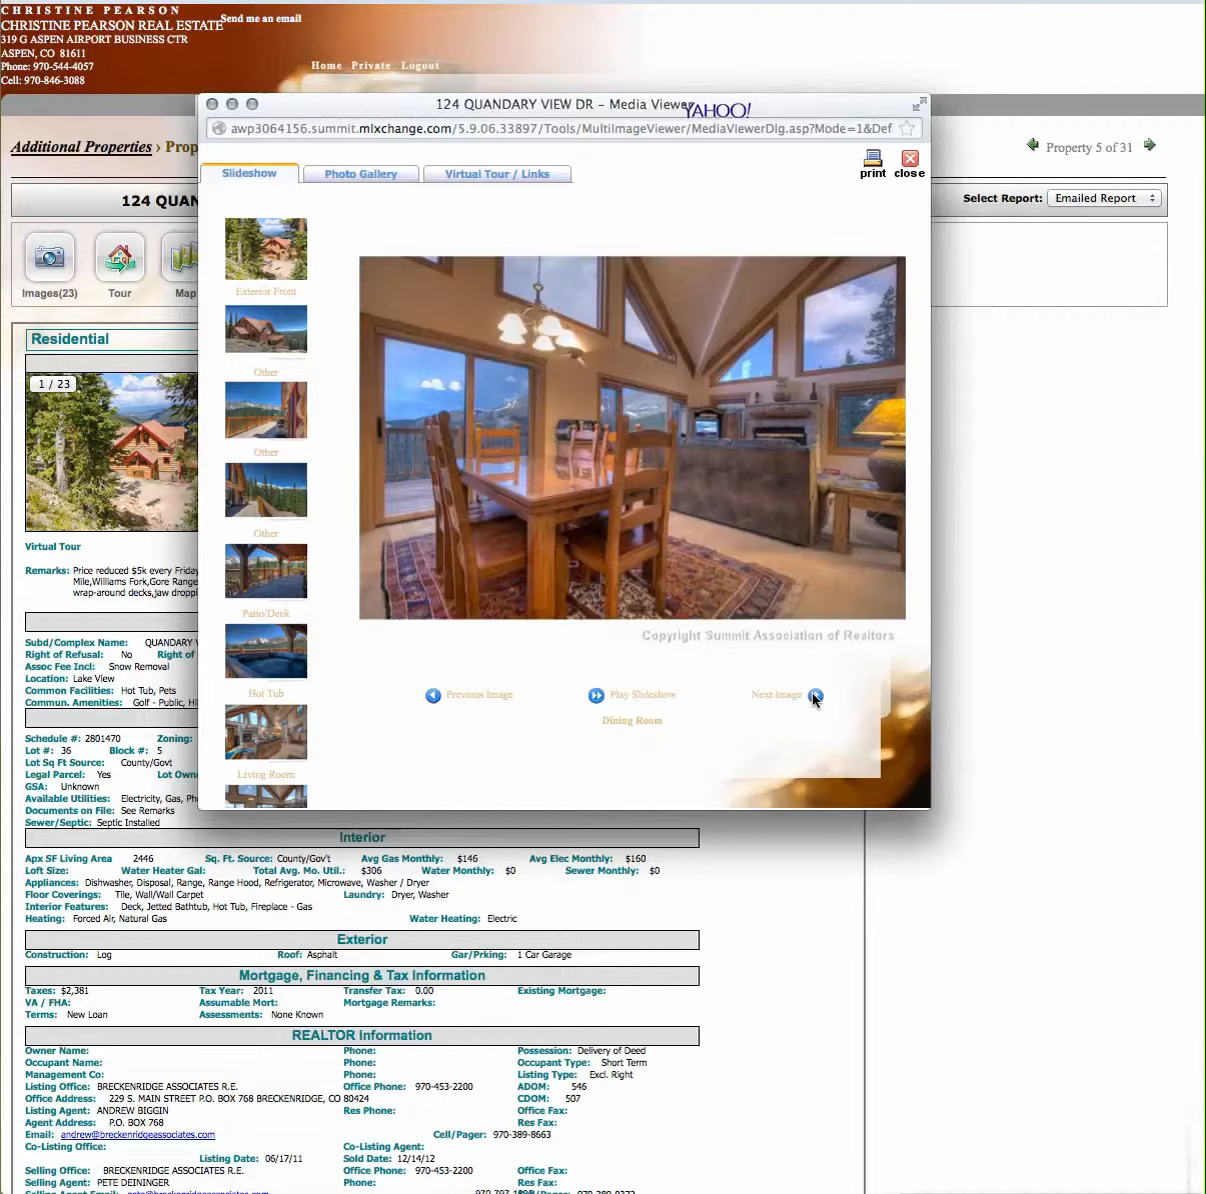 CHRISTINE PEARSON
CHRISTINE PEARSON REAL ESTATE
Send me an email
319 G ASPEN AIRPORT BUSINESS CTR
ASPEN, CO 81611
Phone: 970-544-4057
Cell: 970-846-3088
Home Private Logout
124 QUANDARY VIEW DR – Media Viewer
YAHOO!
awp3064156.summit.mlxchange.com/5.9.06.33897/Tools/MultiImageViewer/MediaViewerDlg.asp?Mode=1&Def
Additional Properties › Prop
Property 5 of 31
Slideshow
Photo Gallery
Virtual Tour / Links
print
close
124 QUAN
Select Report: Emailed Report
Images(23)
Tour
Map
Exterior Front
Other
Other
Other
Patio/Deck
Hot Tub
Living Room
Copyright Summit Association of Realtors
Previous Image
Play Slideshow
Next Image
Dining Room
Residential
1 / 23
Virtual Tour
Remarks: Price reduced $5k every Friday
Mile,Williams Fork,Gore Range
wrap-around decks,jaw droppi
Subd/Complex Name: QUANDARY V
Right of Refusal: No Right of
Assoc Fee Incl: Snow Removal
Location: Lake View
Common Facilities: Hot Tub, Pets
Commun. Amenities: Golf - Public, Hi
Schedule #: 2801470 Zoning:
Lot #: 36 Block #: 5
Lot Sq Ft Source: County/Govt
Legal Parcel: Yes Lot Own
GSA: Unknown
Available Utilities: Electricity, Gas, Ph
Documents on File: See Remarks
Sewer/Septic: Septic Installed
Interior
Apx SF Living Area 2446 Sq. Ft. Source: County/Gov't Avg Gas Monthly: $146 Avg Elec Monthly: $160
Loft Size: Water Heater Gal: Total Avg. Mo. Util.: $306 Water Monthly: $0 Sewer Monthly: $0
Appliances: Dishwasher, Disposal, Range, Range Hood, Refrigerator, Microwave, Washer / Dryer
Floor Coverings: Tile, Wall/Wall Carpet Laundry: Dryer, Washer
Interior Features: Deck, Jetted Bathtub, Hot Tub, Fireplace - Gas
Heating: Forced Air, Natural Gas Water Heating: Electric
Exterior
Construction: Log Roof: Asphalt Gar/Prking: 1 Car Garage
Mortgage, Financing & Tax Information
Taxes: $2,381 Tax Year: 2011 Transfer Tax: 0.00 Existing Mortgage:
VA / FHA: Assumable Mort: Mortgage Remarks:
Terms: New Loan Assessments: None Known
REALTOR Information
Owner Name: Phone: Possession: Delivery of Deed
Occupant Name: Phone: Occupant Type: Short Term
Management Co: Phone: Listing Type: Excl. Right
Listing Office: BRECKENRIDGE ASSOCIATES R.E. Office Phone: 970-453-2200 ADOM: 546
Office Address: 229 S. MAIN STREET P.O. BOX 768 BRECKENRIDGE, CO 80424 CDOM: 507
Listing Agent: ANDREW BIGGIN Res Phone: Office Fax:
Agent Address: P.O. BOX 768 Res Fax:
Email: andrew@breckenridgeassociates.com Cell/Pager: 970-389-8663
Co-Listing Office: Co-Listing Agent:
Listing Date: 06/17/11 Sold Date: 12/14/12
Selling Office: BRECKENRIDGE ASSOCIATES R.E. Office Phone: 970-453-2200 Office Fax:
Selling Agent: PETE DEININGER Phone: Res Fax: